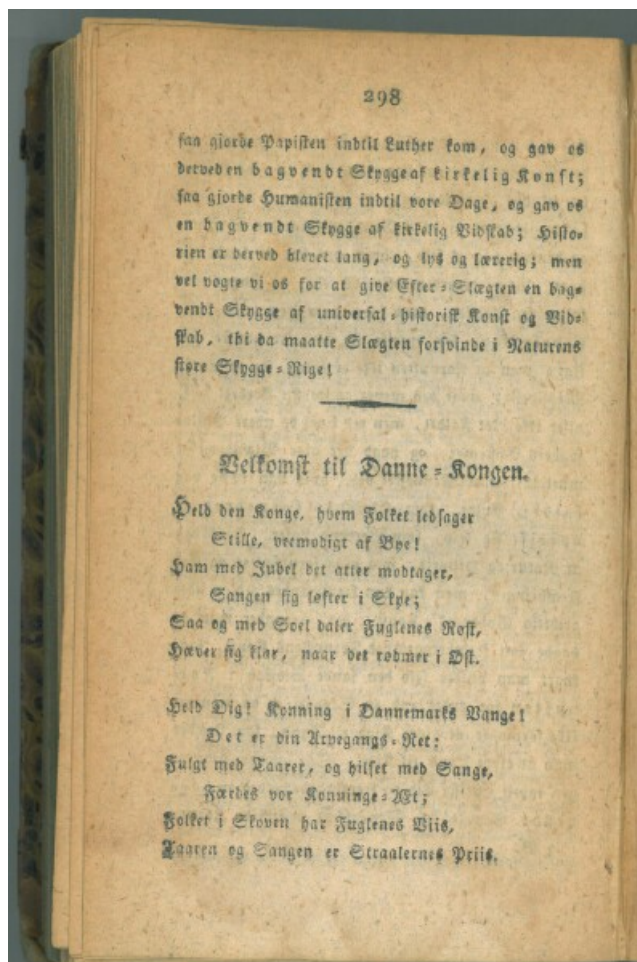 298
saa gjorde Papisten indtil Luther kom, og gav os
derved en bagvendt Skygge af kirkelig Konst;
saa gjorde Humanisten indtil vore Dage, og gav os
en bagvendt Skygge af kirkelig Vidskab; Histo-
rien er derved blevet lang, og lys og lærerig; men
vel vogte vi os for at give Efter-Slægten en bag-
vendt Skygge af universal-historisk Konst og Vid-
skab, thi da maatte Slægten forsvinde i Naturens
store Skygge-Rige!
Velkomst til Danne-Kongen.
Held den Konge, hvem Folket ledsager
Stille, veemodigt af Bye!
Ham med Jubel det atter modtager,
Sangen sig løfter i Skye;
Saa og med Soel daler Fuglenes Røst,
Hæver sig klar, naar det rødmer i Øst.
Held Dig! Konning i Dannemarks Vange!
Det er din Arvegangs-Ret:
Fulgt med Taarer, og hilset med Sange,
Færdes vor Konninge-Æt;
Folket i Skoven har Fuglenes Viis,
Taaren og Sangen er Straalernes Priis.